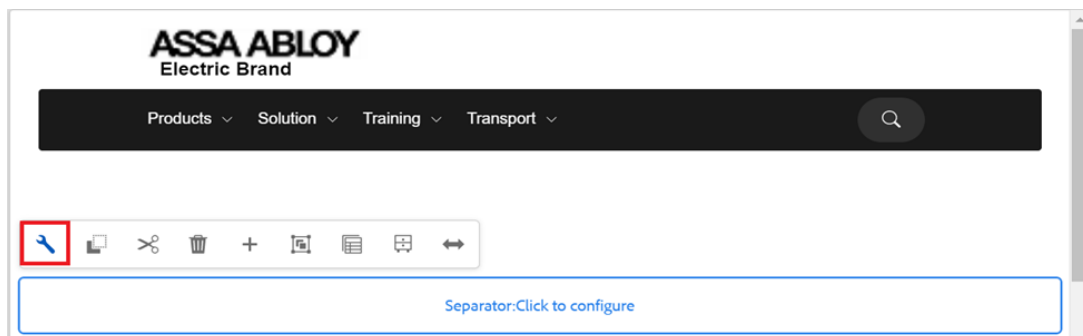 ASSA ABLOY
Electric Brand
Products Solution Training Transport
Separator:Click to configure